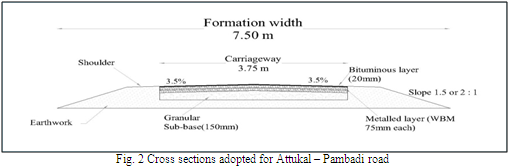 Formation width
7.50 m
Carriageway
3.75 m
Shoulder
3.5%
3.5%
Bituminous layer
(20mm)
Slope 1.5 or 2 : 1
Earthwork
Granular
Sub-base(150mm)
Metalled layer (WBM
75mm each)
Fig. 2 Cross sections adopted for Attukal – Pambadi road